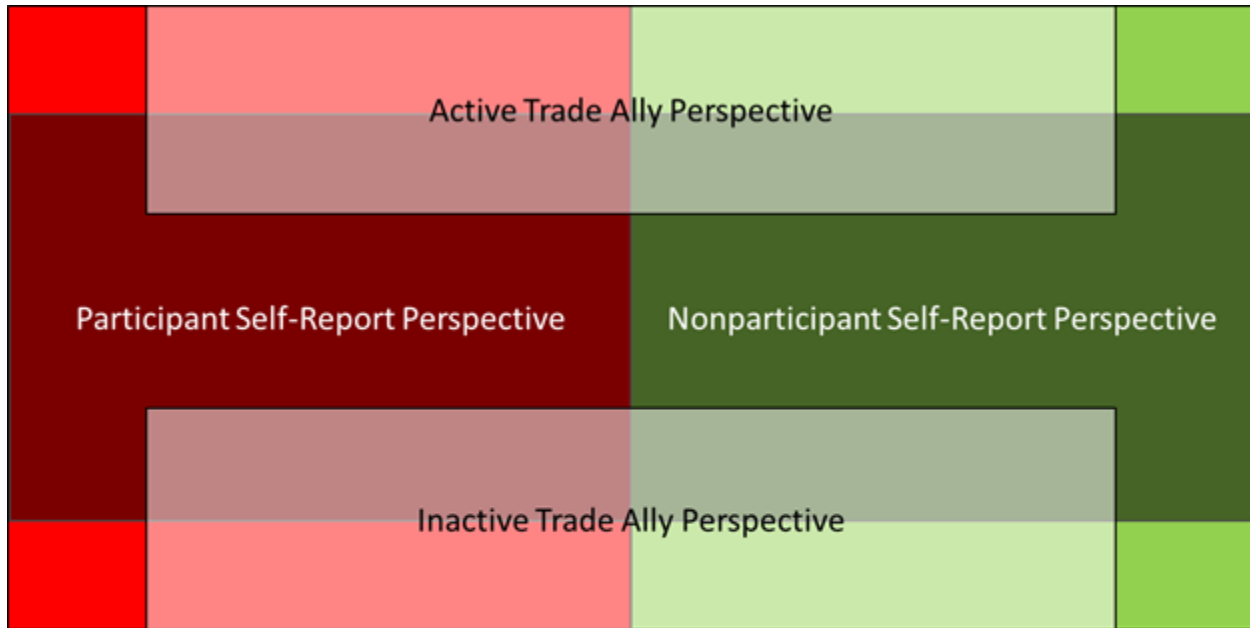 Active Trade Ally Perspective
Participant Self-Report Perspective
Nonparticipant Self-Report Perspective
Inactive Trade Ally Perspective